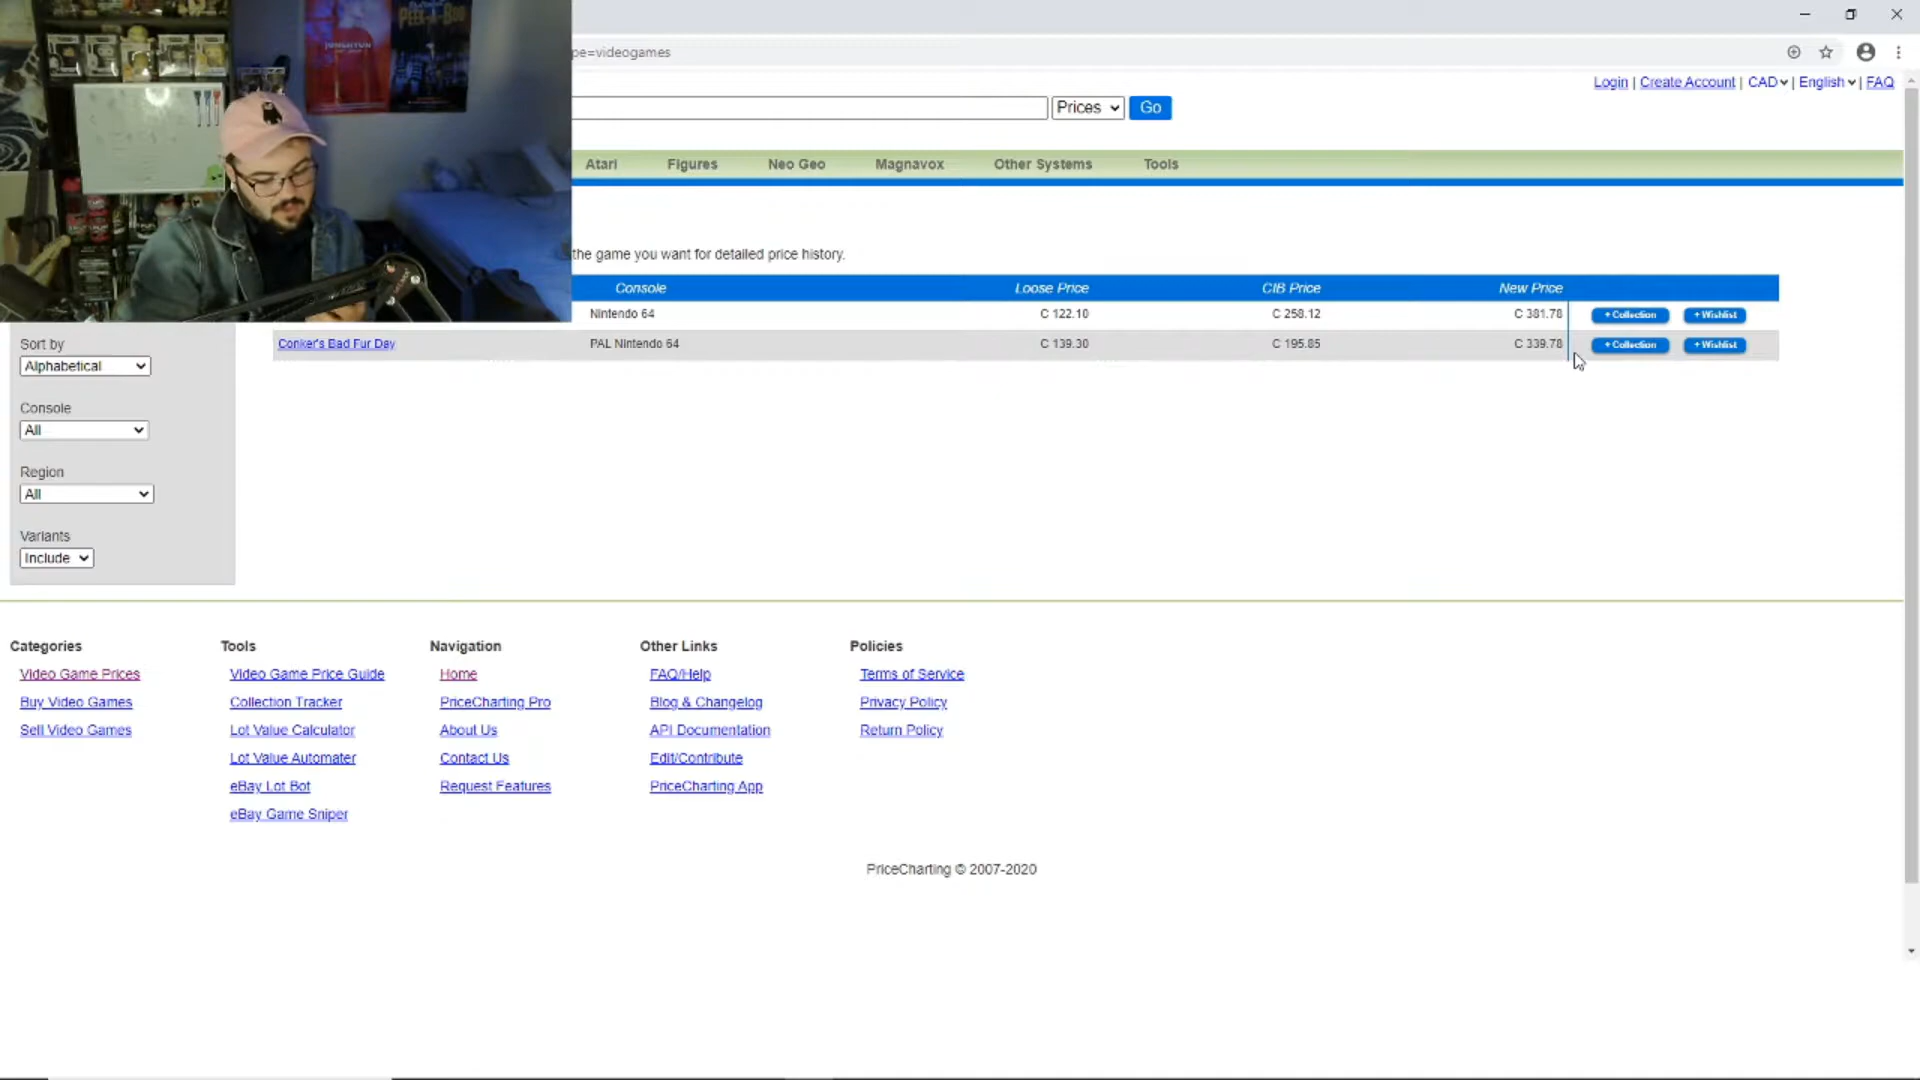 pe=videogames
Login | Create Account | CAD | English | FAQ
Prices Go
Atari Figures Neo Geo Magnavox Other Systems Tools
the game you want for detailed price history.
Console Loose Price CIB Price New Price
Nintendo 64 C 122.10 C 258.12 C 381.78 + Collection + Wishlist
Conker's Bad Fur Day PAL Nintendo 64 C 139.30 C 195.85 C 339.78 + Collection + Wishlist
Sort by
Alphabetical
Console
All
Region
All
Variants
Include
Categories
Video Game Prices
Buy Video Games
Sell Video Games
Tools
Video Game Price Guide
Collection Tracker
Lot Value Calculator
Lot Value Automater
eBay Lot Bot
eBay Game Sniper
Navigation
Home
PriceCharting Pro
About Us
Contact Us
Request Features
Other Links
FAQ/Help
Blog & Changelog
API Documentation
Edit/Contribute
PriceCharting App
Policies
Terms of Service
Privacy Policy
Return Policy
PriceCharting © 2007-2020